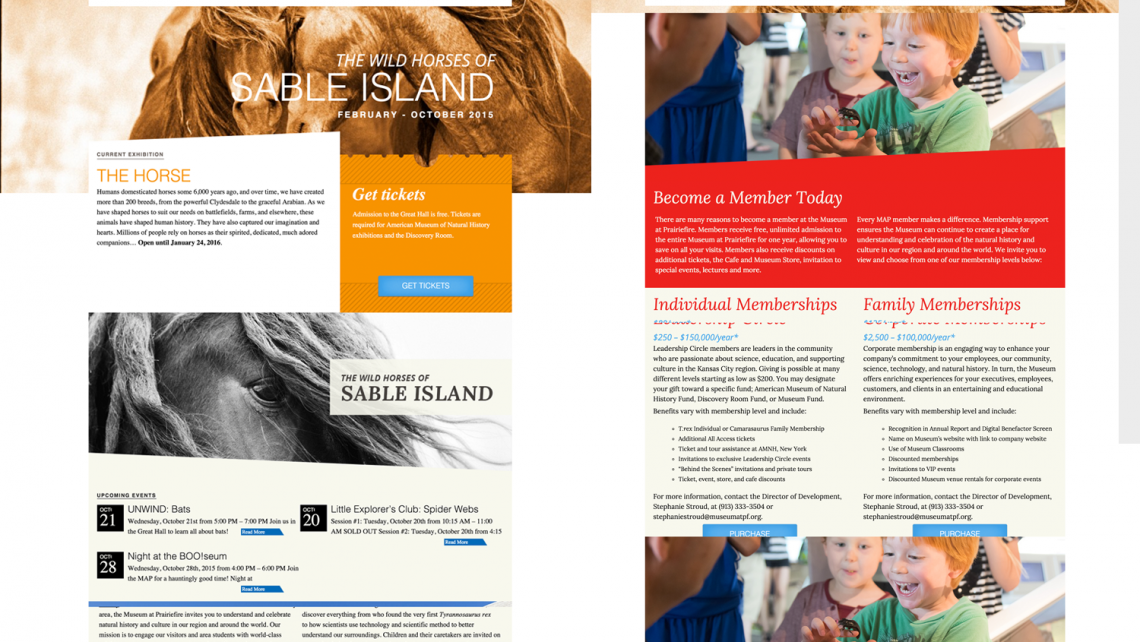 THE WILD HORSES OF
SABLE ISLAND
FEBRUARY - OCTOBER 2015
CURRENT EXHIBITION
THE HORSE
Humans domesticated horses some 6,000 years ago, and over time, we have created
more than 200 breeds, from the powerful Clydesdale to the graceful Arabian. As we
have shaped horses to suit our needs on battlefields, farms, and elsewhere, these
animals have shaped human history. They have also captured our imagination and
hearts. Millions of people rely on horses as their spirited, dedicated, much adored
companions… Open until January 24, 2016.
Get tickets
Admission to the Great Hall is free. Tickets are
required for American Museum of Natural History
exhibitions and the Discovery Room.
GET TICKETS
THE WILD HORSES OF
SABLE ISLAND
UPCOMING EVENTS
OCT:
21
UNWIND: Bats
Wednesday, October 21st from 5:00 PM – 7:00 PM Join us in
the Great Hall to learn all about bats!
Read More
OCT:
20
Little Explorer's Club: Spider Webs
Session #1: Tuesday, October 20th from 10:15 AM – 11:00
AM SOLD OUT Session #2: Tuesday, October 20th from 4:15
Read More
OCT:
28
Night at the BOO!seum
Wednesday, October 28th, 2015 from 4:00 PM – 6:00 PM Join
the MAP for a hauntingly good time! Night at
Read More
area, the Museum at Prairiefire invites you to understand and celebrate
natural history and culture in our region and around the world. Our
mission is to engage our visitors and area students with world-class
discover everything from who found the very first Tyrannosaurus rex
to how scientists use technology and scientific method to better
understand our surroundings. Children and their caretakers are invited on
Become a Member Today
There are many reasons to become a member at the Museum
at Prairiefire. Members receive free, unlimited admission to
the entire Museum at Prairiefire for one year, allowing you to
save on all your visits. Members also receive discounts on
additional tickets, the Cafe and Museum Store, invitation to
special events, lectures and more.
Every MAP member makes a difference. Membership support
ensures the Museum can continue to create a place for
understanding and celebration of the natural history and
culture in our region and around the world. We invite you to
view and choose from one of our membership levels below:
Individual Memberships
$250 – $150,000/year*
Leadership Circle members are leaders in the community
who are passionate about science, education, and supporting
culture in the Kansas City region. Giving is possible at many
different levels starting as low as $200. You may designate
your gift toward a specific fund; American Museum of Natural
History Fund, Discovery Room Fund, or Museum Fund.
Benefits vary with membership level and include:
T.rex Individual or Camarasaurus Family Membership
Additional All Access tickets
Ticket and tour assistance at AMNH, New York
Invitations to exclusive Leadership Circle events
"Behind the Scenes" invitations and private tours
Ticket, event, store, and cafe discounts
For more information, contact the Director of Development,
Stephanie Stroud, at (913) 333-3504 or
stephaniestroud@museumatpf.org.
PURCHASE
Family Memberships
$2,500 – $100,000/year*
Corporate membership is an engaging way to enhance your
company's commitment to your employees, our community,
science, technology, and natural history. In turn, the Museum
offers enriching experiences for your executives, employees,
customers, and clients in an entertaining and educational
environment.
Benefits vary with membership level and include:
Recognition in Annual Report and Digital Benefactor Screen
Name on Museum's website with link to company website
Use of Museum Classrooms
Discounted memberships
Invitations to VIP events
Discounted Museum venue rentals for corporate events
For more information, contact the Director of Development,
Stephanie Stroud at (913) 333-3504 or
stephaniestroud@museumatpf.org.
PURCHASE